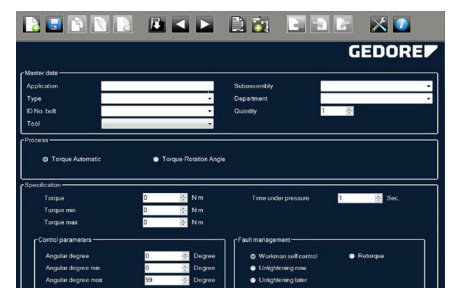 GEDORE
Master data
Application Subassembly
Type Department
ID No. bolt Quantity 1
Tool
Process
Torque Automatic Torque-Rotation Angle
Specification
Torque 0 Nm Time under pressure 1 Sec.
Torque min 0 Nm
Torque max 0 Nm
Control parameters Fault management
Angular degree 0 Degree Workman self control Retorque
Angular degree min 0 Degree Untightening now
Angular degree max 99 Degree Untightening later